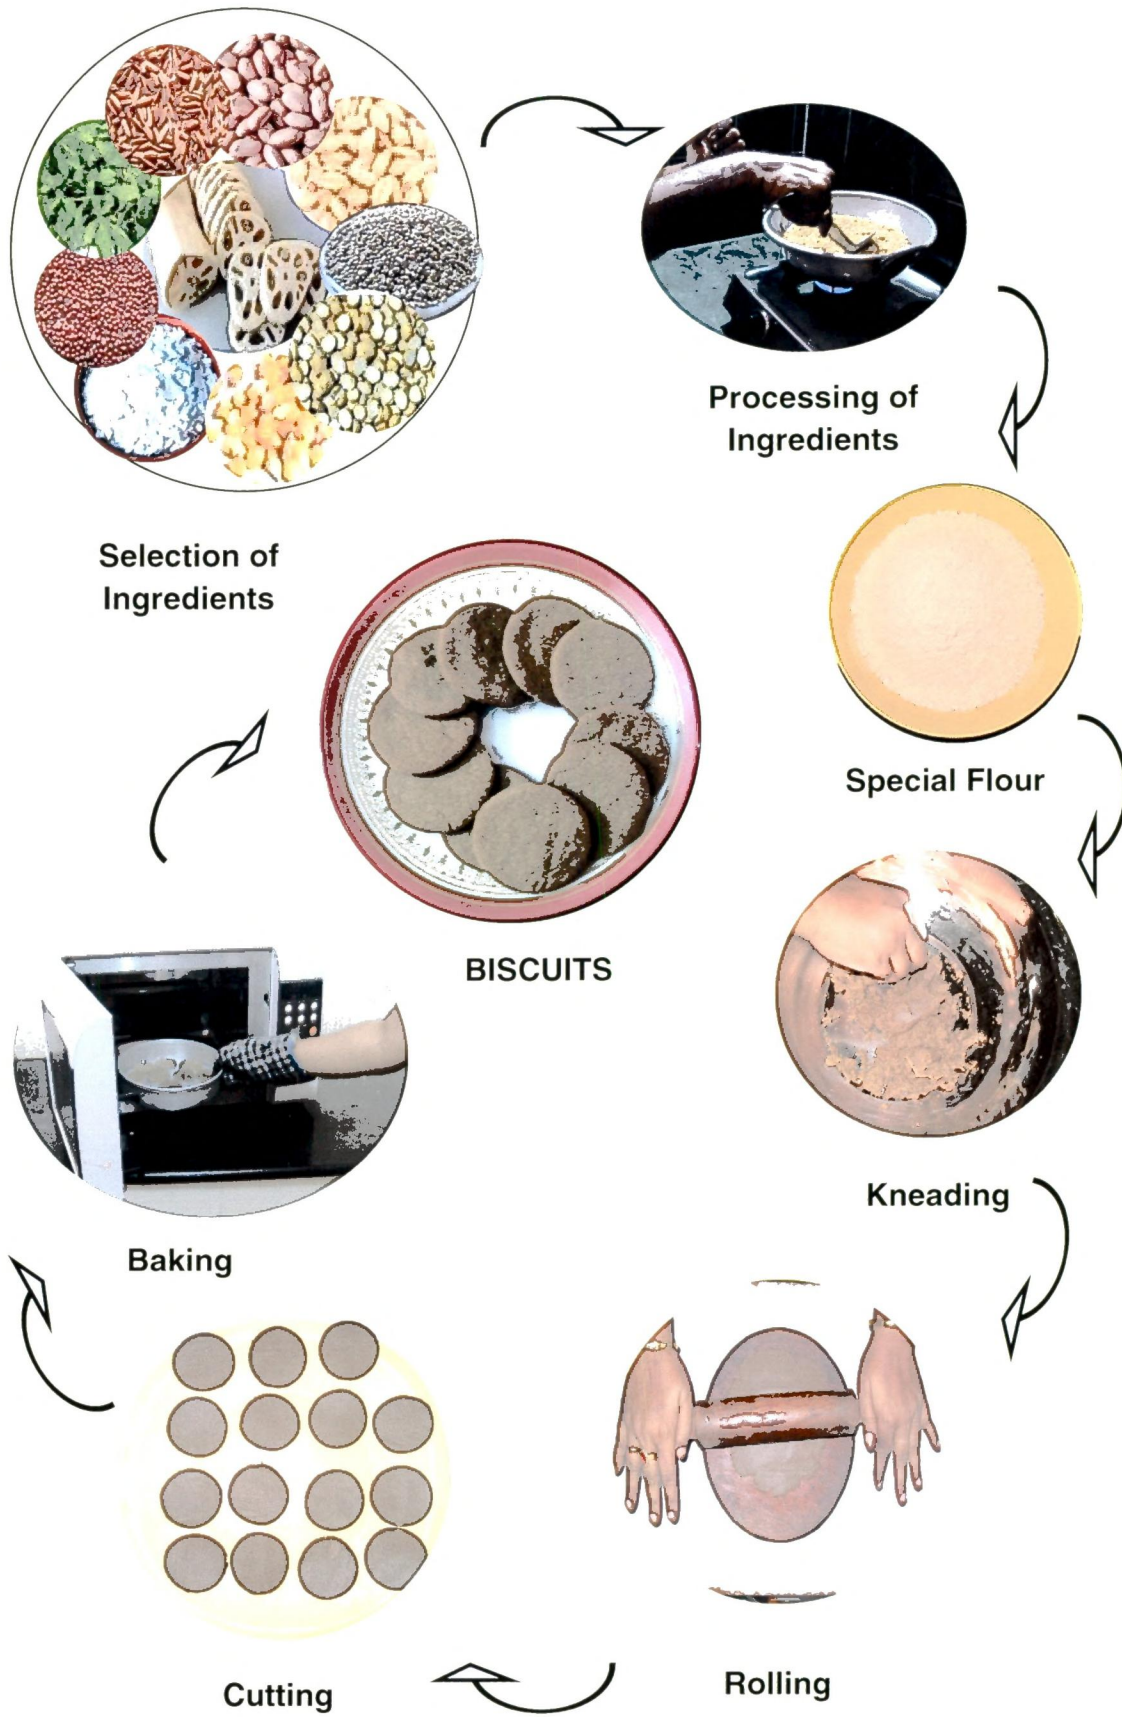 Processing of
Ingredients
Selection of
Ingredients
Special Flour
BISCUITS
Kneading
Baking
Rolling
Cutting